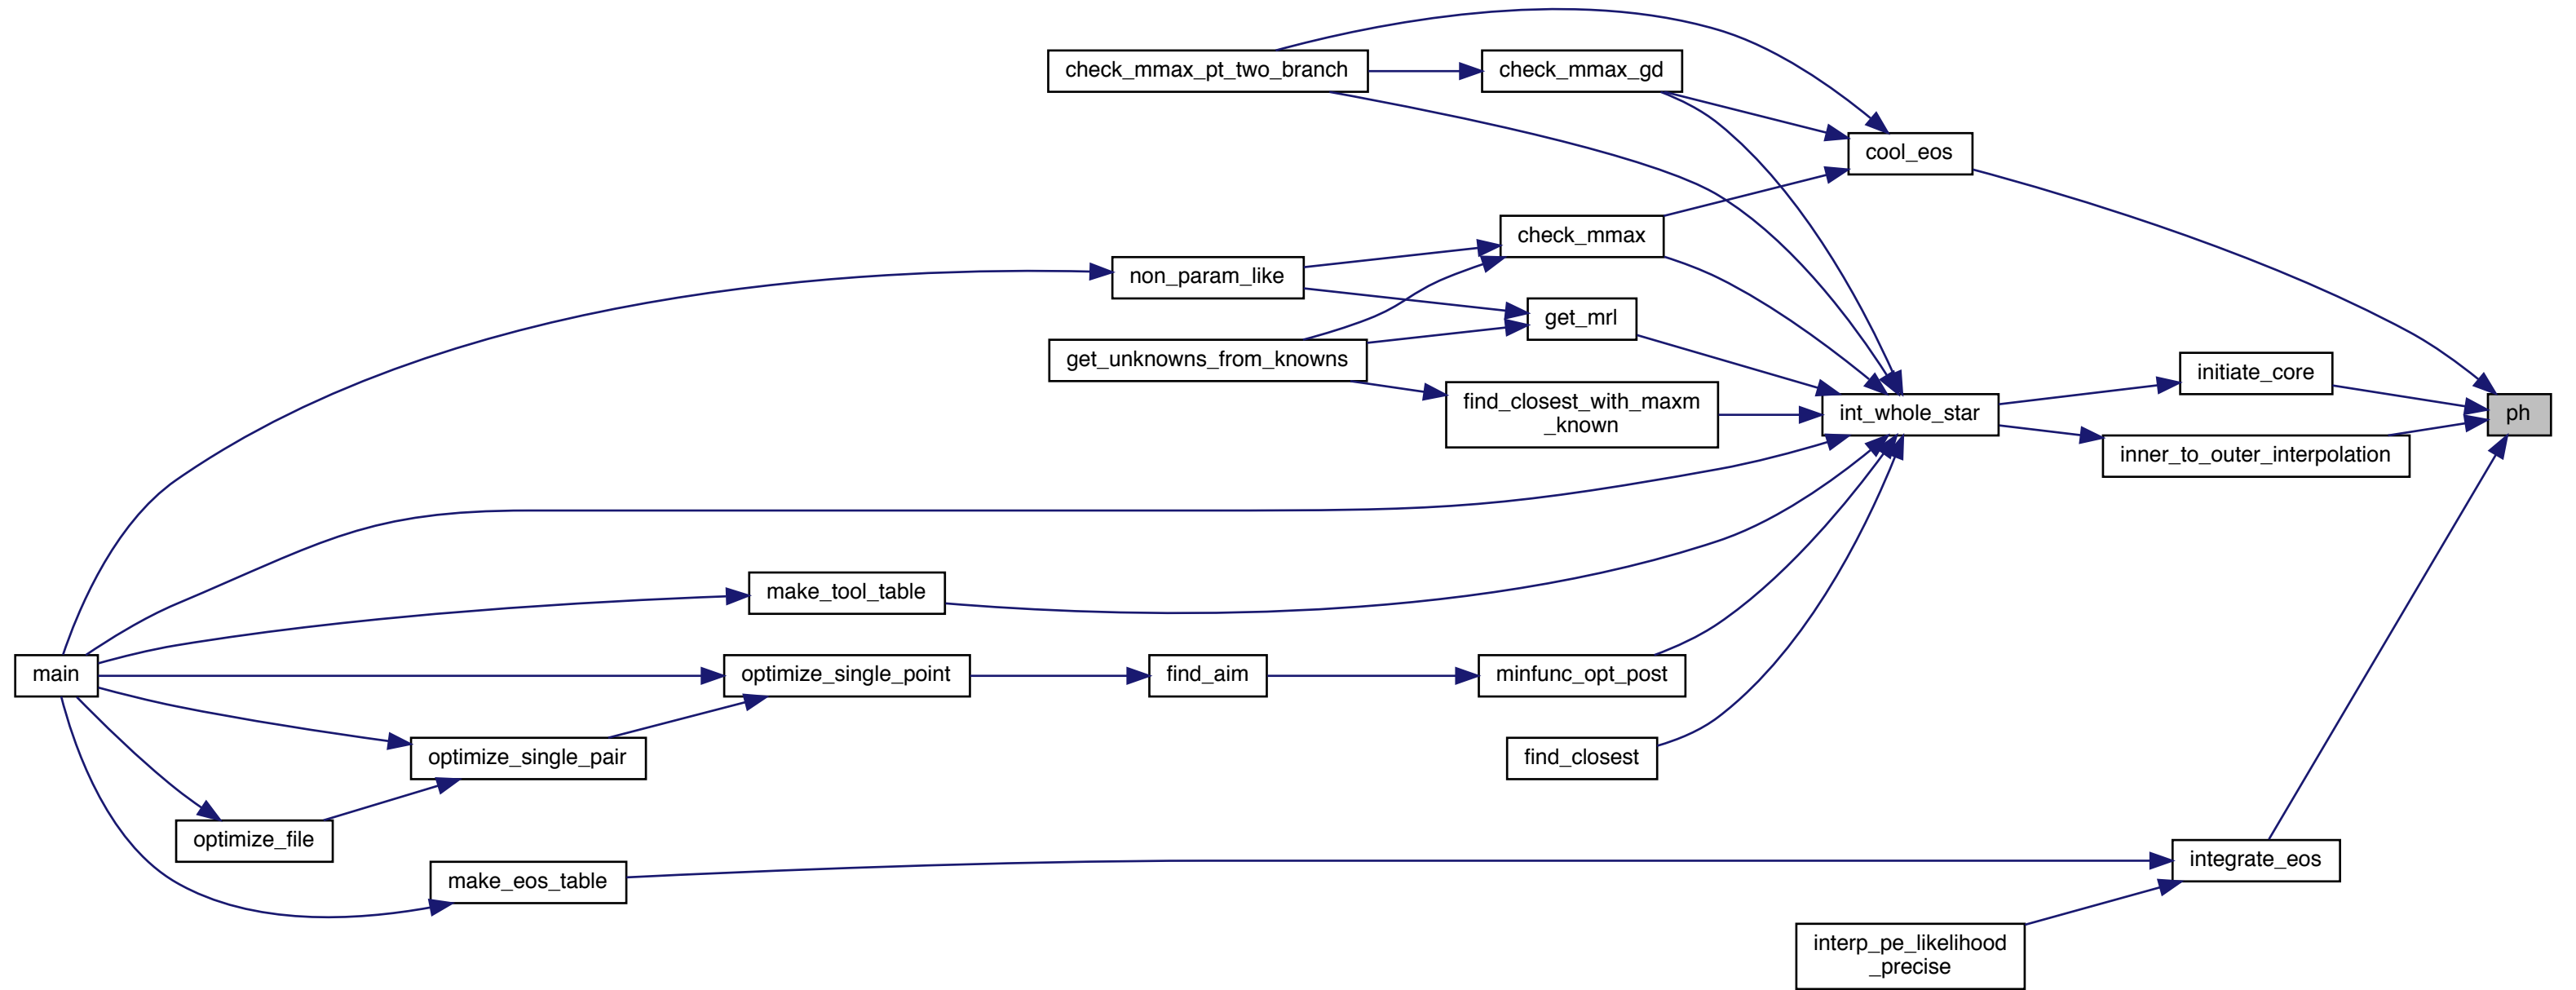 check_mmax_pt_two_branch
check_mmax_gd
cool_eos
check_mmax
non_param_like
get_mrl
get_unknowns_from_knowns
initiate_core
find_closest_with_maxm
_known
int_whole_star
ph
inner_to_outer_interpolation
make_tool_table
main
optimize_single_point
find_aim
minfunc_opt_post
optimize_single_pair
find_closest
optimize_file
integrate_eos
make_eos_table
interp_pe_likelihood
_precise